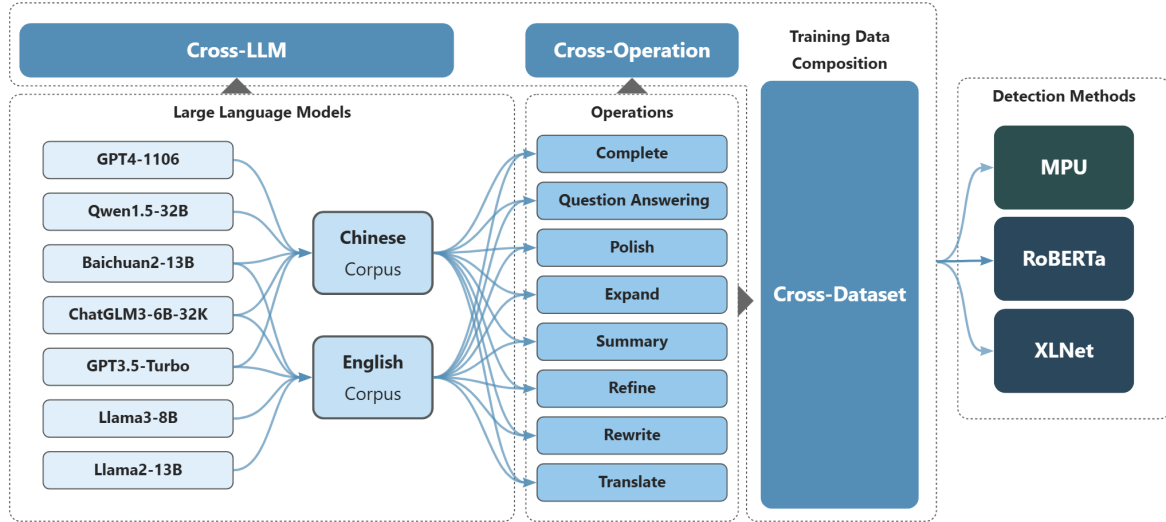 Cross-LLM
Cross-Operation
Training Data
Composition
Large Language Models
Operations
Detection Methods
GPT4-1106
Qwen1.5-32B
Baichuan2-13B
ChatGLM3-6B-32K
GPT3.5-Turbo
Llama3-8B
Llama2-13B
Chinese
Corpus
English
Corpus
Complete
Question Answering
Polish
Expand
Summary
Refine
Rewrite
Translate
Cross-Dataset
MPU
RoBERTa
XLNet